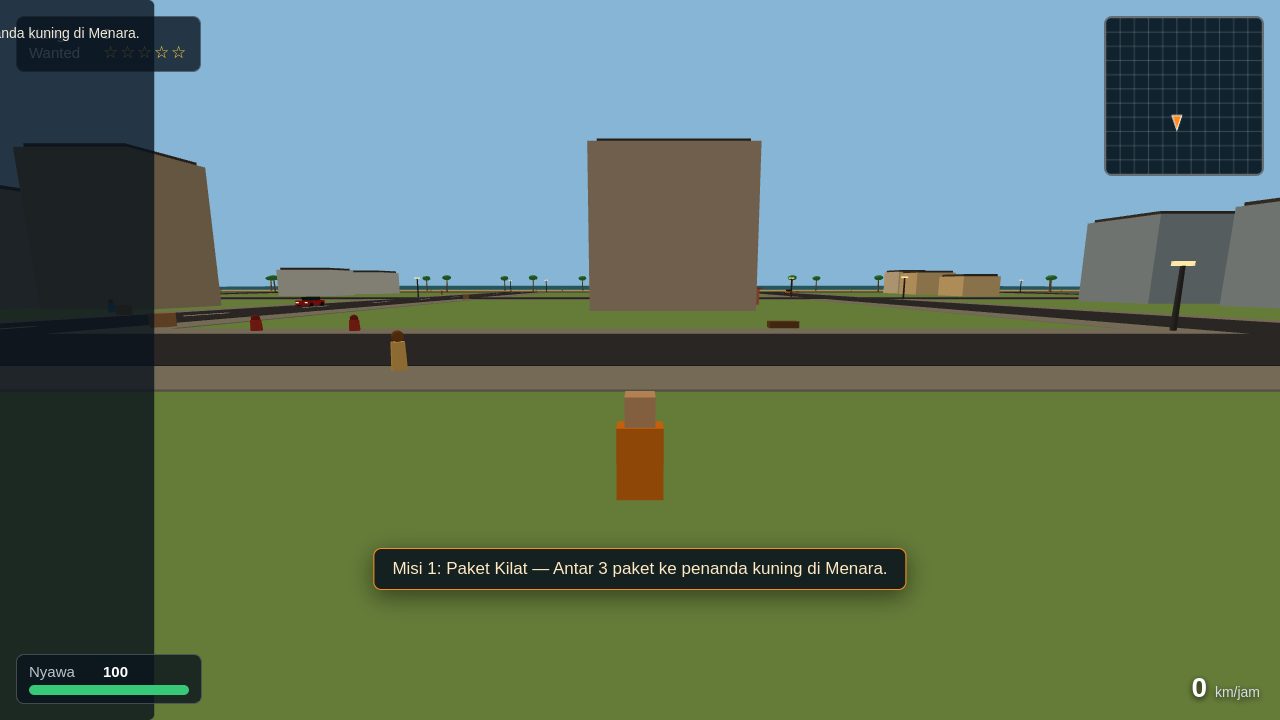 nda kuning di Menara.
Wanted ☆☆☆☆☆
Misi 1: Paket Kilat — Antar 3 paket ke penanda kuning di Menara.
Nyawa 100
0 km/jam